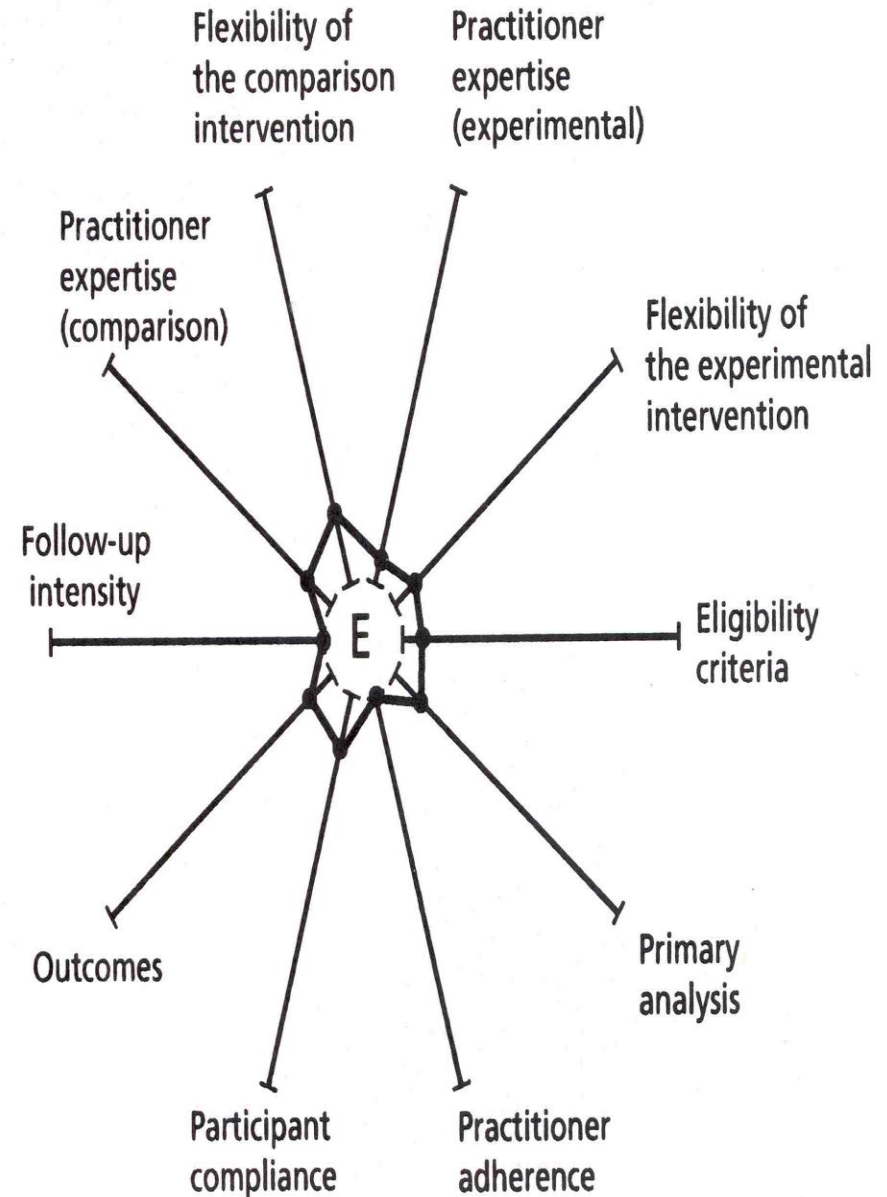 Flexibility of
the comparison
intervention
Practitioner
expertise
(experimental)
Practitioner
expertise
(comparison)
Flexibility of
the experimental
intervention
Follow-up
intensity
E
Eligibility
criteria
Outcomes
Primary
analysis
Participant
compliance
Practitioner
adherence